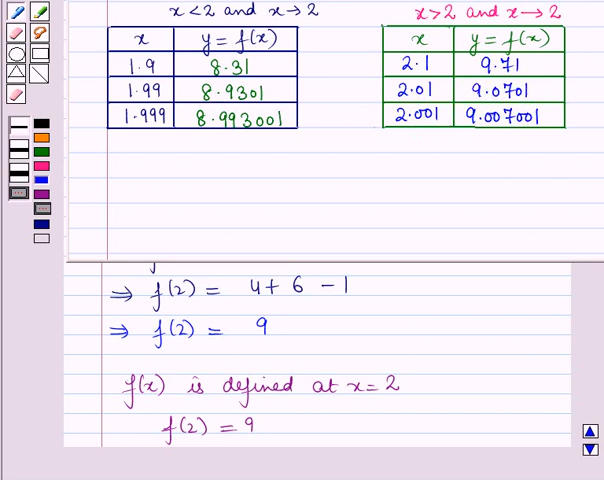 x < 2 and x → 2
x > 2 and x → 2
x y = f(x)
1.9 8.31
1.99 8.9301
1.999 8.993001
x y = f(x)
2.1 9.71
2.01 9.0701
2.001 9.007001
⇒ f(2) = 4 + 6 - 1
⇒ f(2) = 9
f(x) is defined at x = 2
f(2) = 9